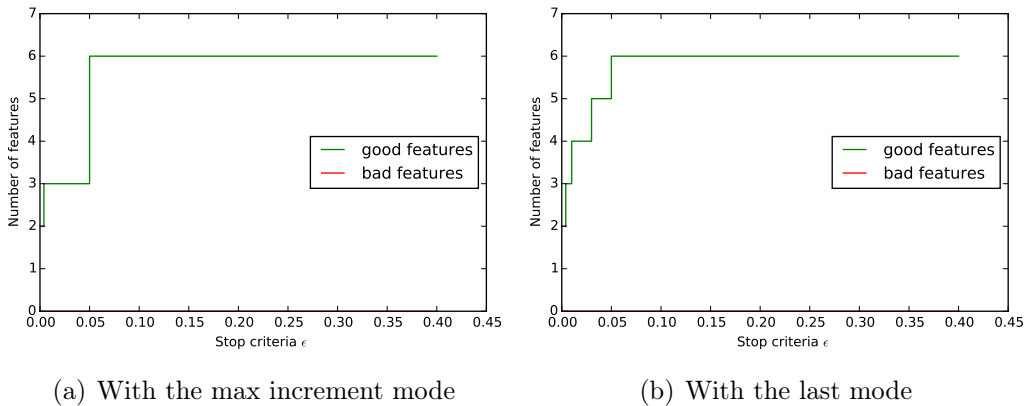 7
6
5
4
3
2
1
0
Number of features
good features
bad features
0.00 0.05 0.10 0.15 0.20 0.25 0.30 0.35 0.40 0.45
Stop criteria ϵ
(a) With the max increment mode
7
6
5
4
3
2
1
0
Number of features
good features
bad features
0.00 0.05 0.10 0.15 0.20 0.25 0.30 0.35 0.40 0.45
Stop criteria ϵ
(b) With the last mode